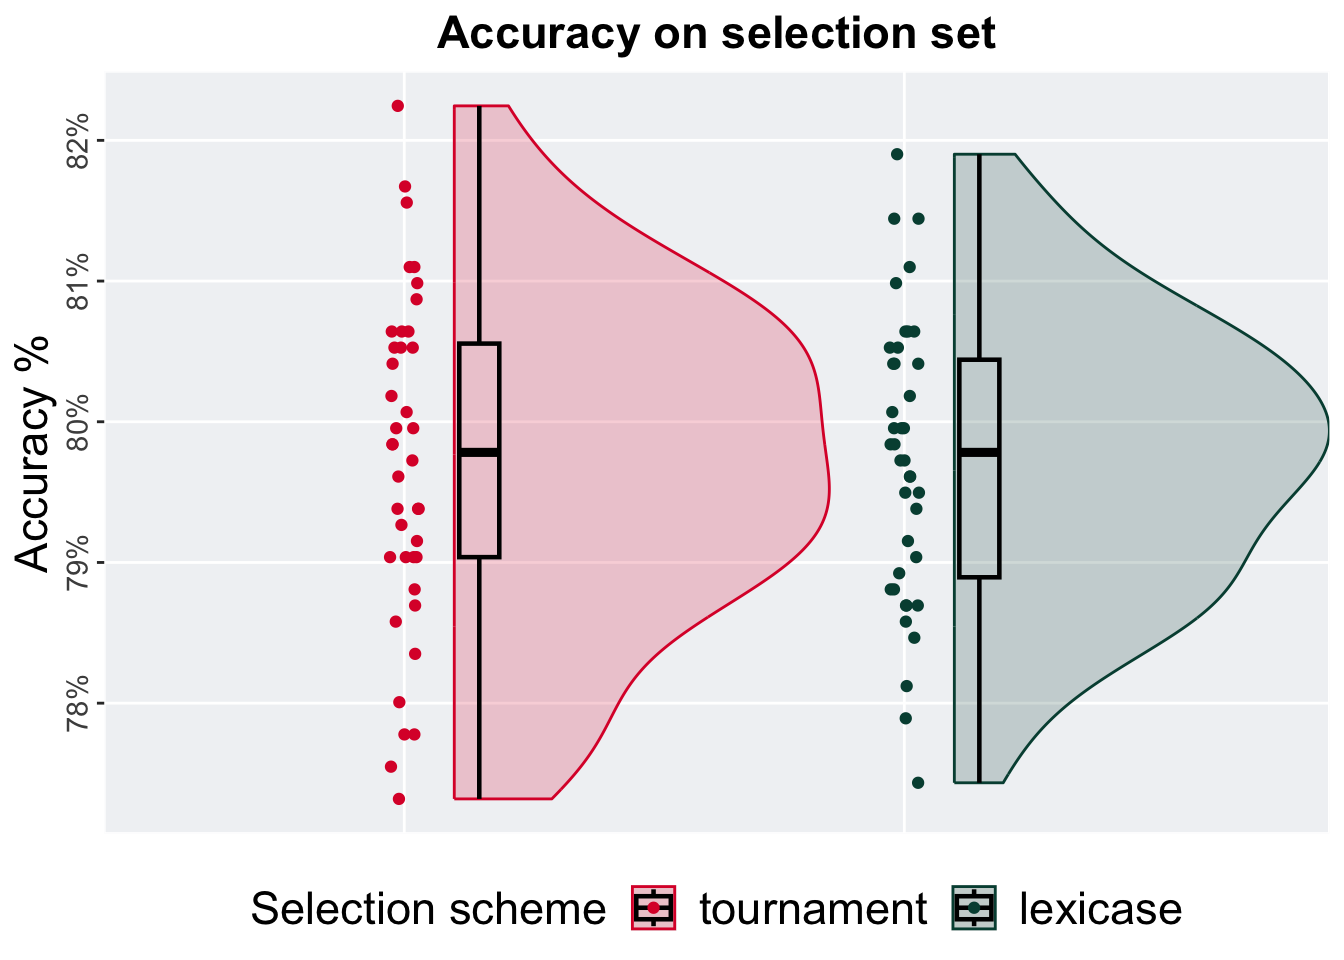 Accuracy on selection set
Accuracy %
82%
81%
80%
79%
78%
Selection scheme tournament lexicase